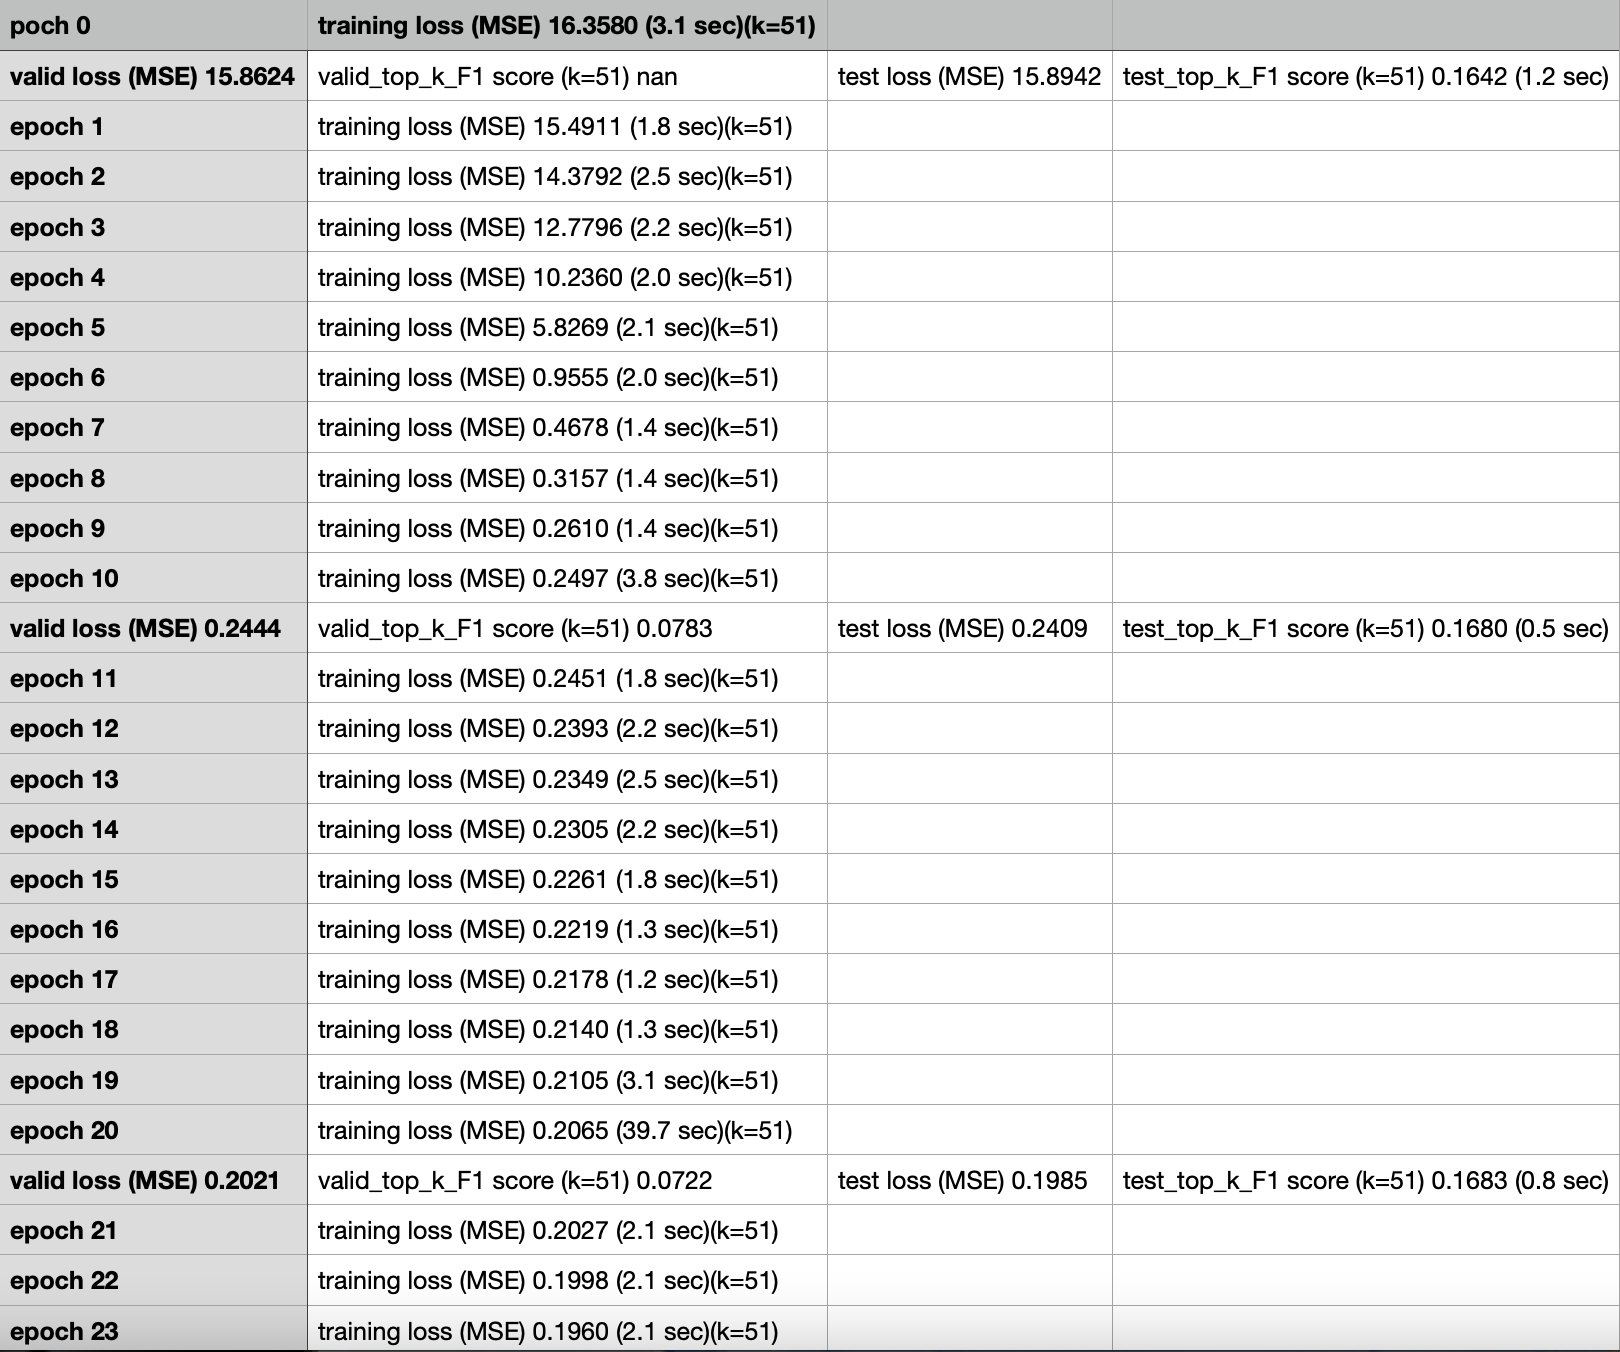 poch 0 training loss (MSE) 16.3580 (3.1 sec)(k=51)
valid loss (MSE) 15.8624 valid_top_k_F1 score (k=51) nan test loss (MSE) 15.8942 test_top_k_F1 score (k=51) 0.1642 (1.2 sec)
epoch 1 training loss (MSE) 15.4911 (1.8 sec)(k=51)
epoch 2 training loss (MSE) 14.3792 (2.5 sec)(k=51)
epoch 3 training loss (MSE) 12.7796 (2.2 sec)(k=51)
epoch 4 training loss (MSE) 10.2360 (2.0 sec)(k=51)
epoch 5 training loss (MSE) 5.8269 (2.1 sec)(k=51)
epoch 6 training loss (MSE) 0.9555 (2.0 sec)(k=51)
epoch 7 training loss (MSE) 0.4678 (1.4 sec)(k=51)
epoch 8 training loss (MSE) 0.3157 (1.4 sec)(k=51)
epoch 9 training loss (MSE) 0.2610 (1.4 sec)(k=51)
epoch 10 training loss (MSE) 0.2497 (3.8 sec)(k=51)
valid loss (MSE) 0.2444 valid_top_k_F1 score (k=51) 0.0783 test loss (MSE) 0.2409 test_top_k_F1 score (k=51) 0.1680 (0.5 sec)
epoch 11 training loss (MSE) 0.2451 (1.8 sec)(k=51)
epoch 12 training loss (MSE) 0.2393 (2.2 sec)(k=51)
epoch 13 training loss (MSE) 0.2349 (2.5 sec)(k=51)
epoch 14 training loss (MSE) 0.2305 (2.2 sec)(k=51)
epoch 15 training loss (MSE) 0.2261 (1.8 sec)(k=51)
epoch 16 training loss (MSE) 0.2219 (1.3 sec)(k=51)
epoch 17 training loss (MSE) 0.2178 (1.2 sec)(k=51)
epoch 18 training loss (MSE) 0.2140 (1.3 sec)(k=51)
epoch 19 training loss (MSE) 0.2105 (3.1 sec)(k=51)
epoch 20 training loss (MSE) 0.2065 (39.7 sec)(k=51)
valid loss (MSE) 0.2021 valid_top_k_F1 score (k=51) 0.0722 test loss (MSE) 0.1985 test_top_k_F1 score (k=51) 0.1683 (0.8 sec)
epoch 21 training loss (MSE) 0.2027 (2.1 sec)(k=51)
epoch 22 training loss (MSE) 0.1998 (2.1 sec)(k=51)
epoch 23 training loss (MSE) 0.1960 (2.1 sec)(k=51)